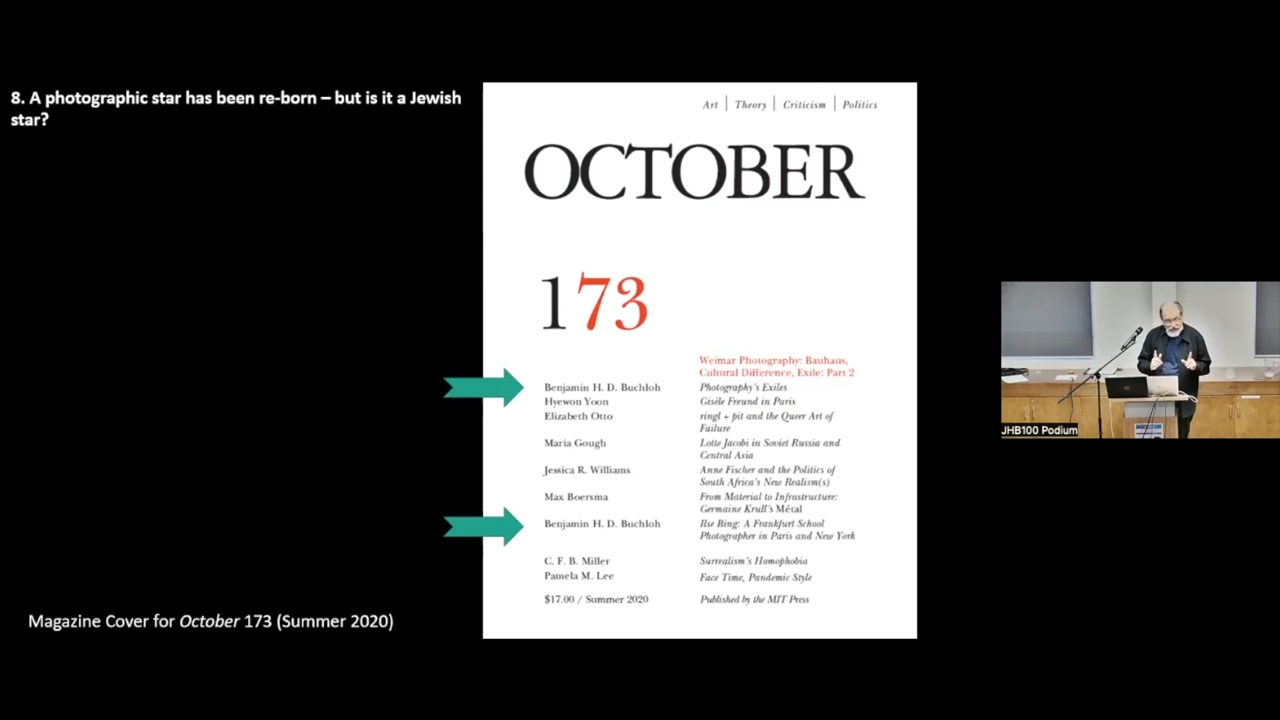 8. A photographic star has been re-born – but is it a Jewish
star?
Art | Theory | Criticism | Politics
OCTOBER
173
Weimar Photography: Bauhaus,
Cultural Difference, Exile: Part 2
Benjamin H. D. Buchloh Photography's Exiles
Hyewon Yoon Gisèle Freund in Paris
Elizabeth Otto ringl + pit and the Queer Art of
Failure
Maria Gough Lotte Jacobi in Soviet Russia and
Central Asia
Jessica R. Williams Anne Fischer and the Politics of
South Africa's New Realism(s)
Max Boersma From Material to Infrastructure:
Germaine Krull's Métal
Benjamin H. D. Buchloh Ilse Bing: A Frankfurt School
Photographer in Paris and New York
C. F. B. Miller Surrealism's Homophobia
Pamela M. Lee Face Time, Pandemic Style
$17.00 / Summer 2020 Published by the MIT Press
Magazine Cover for October 173 (Summer 2020)
JHB100 Podium